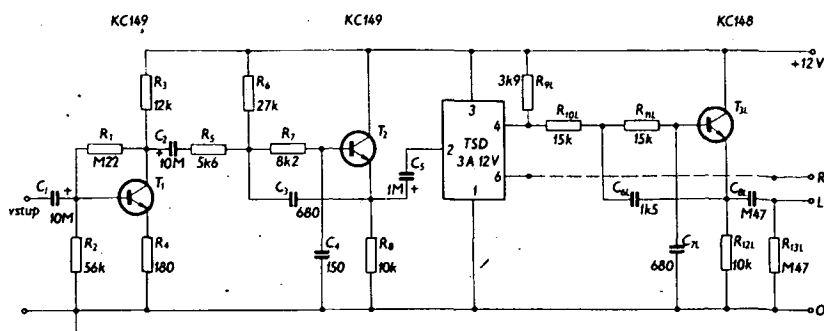 KC149
KC149
KC148
+12V
R3
12k
R6
27k
3k9
R9L
R1
M22
C2
+
10M
R5
5k6
R7
8k2
T2
3
4
TSD
3A 12V
2
6
1
R10L
15k
R11L
15k
T3L
C1
+
vstup
10M
T1
C3
680
C5
1M
+
R
C6L
1k5
C8L
M47
L
R2
56k
R4
180
C4
150
R8
10k
C7L
680
R12L
10k
R13L
M47
O